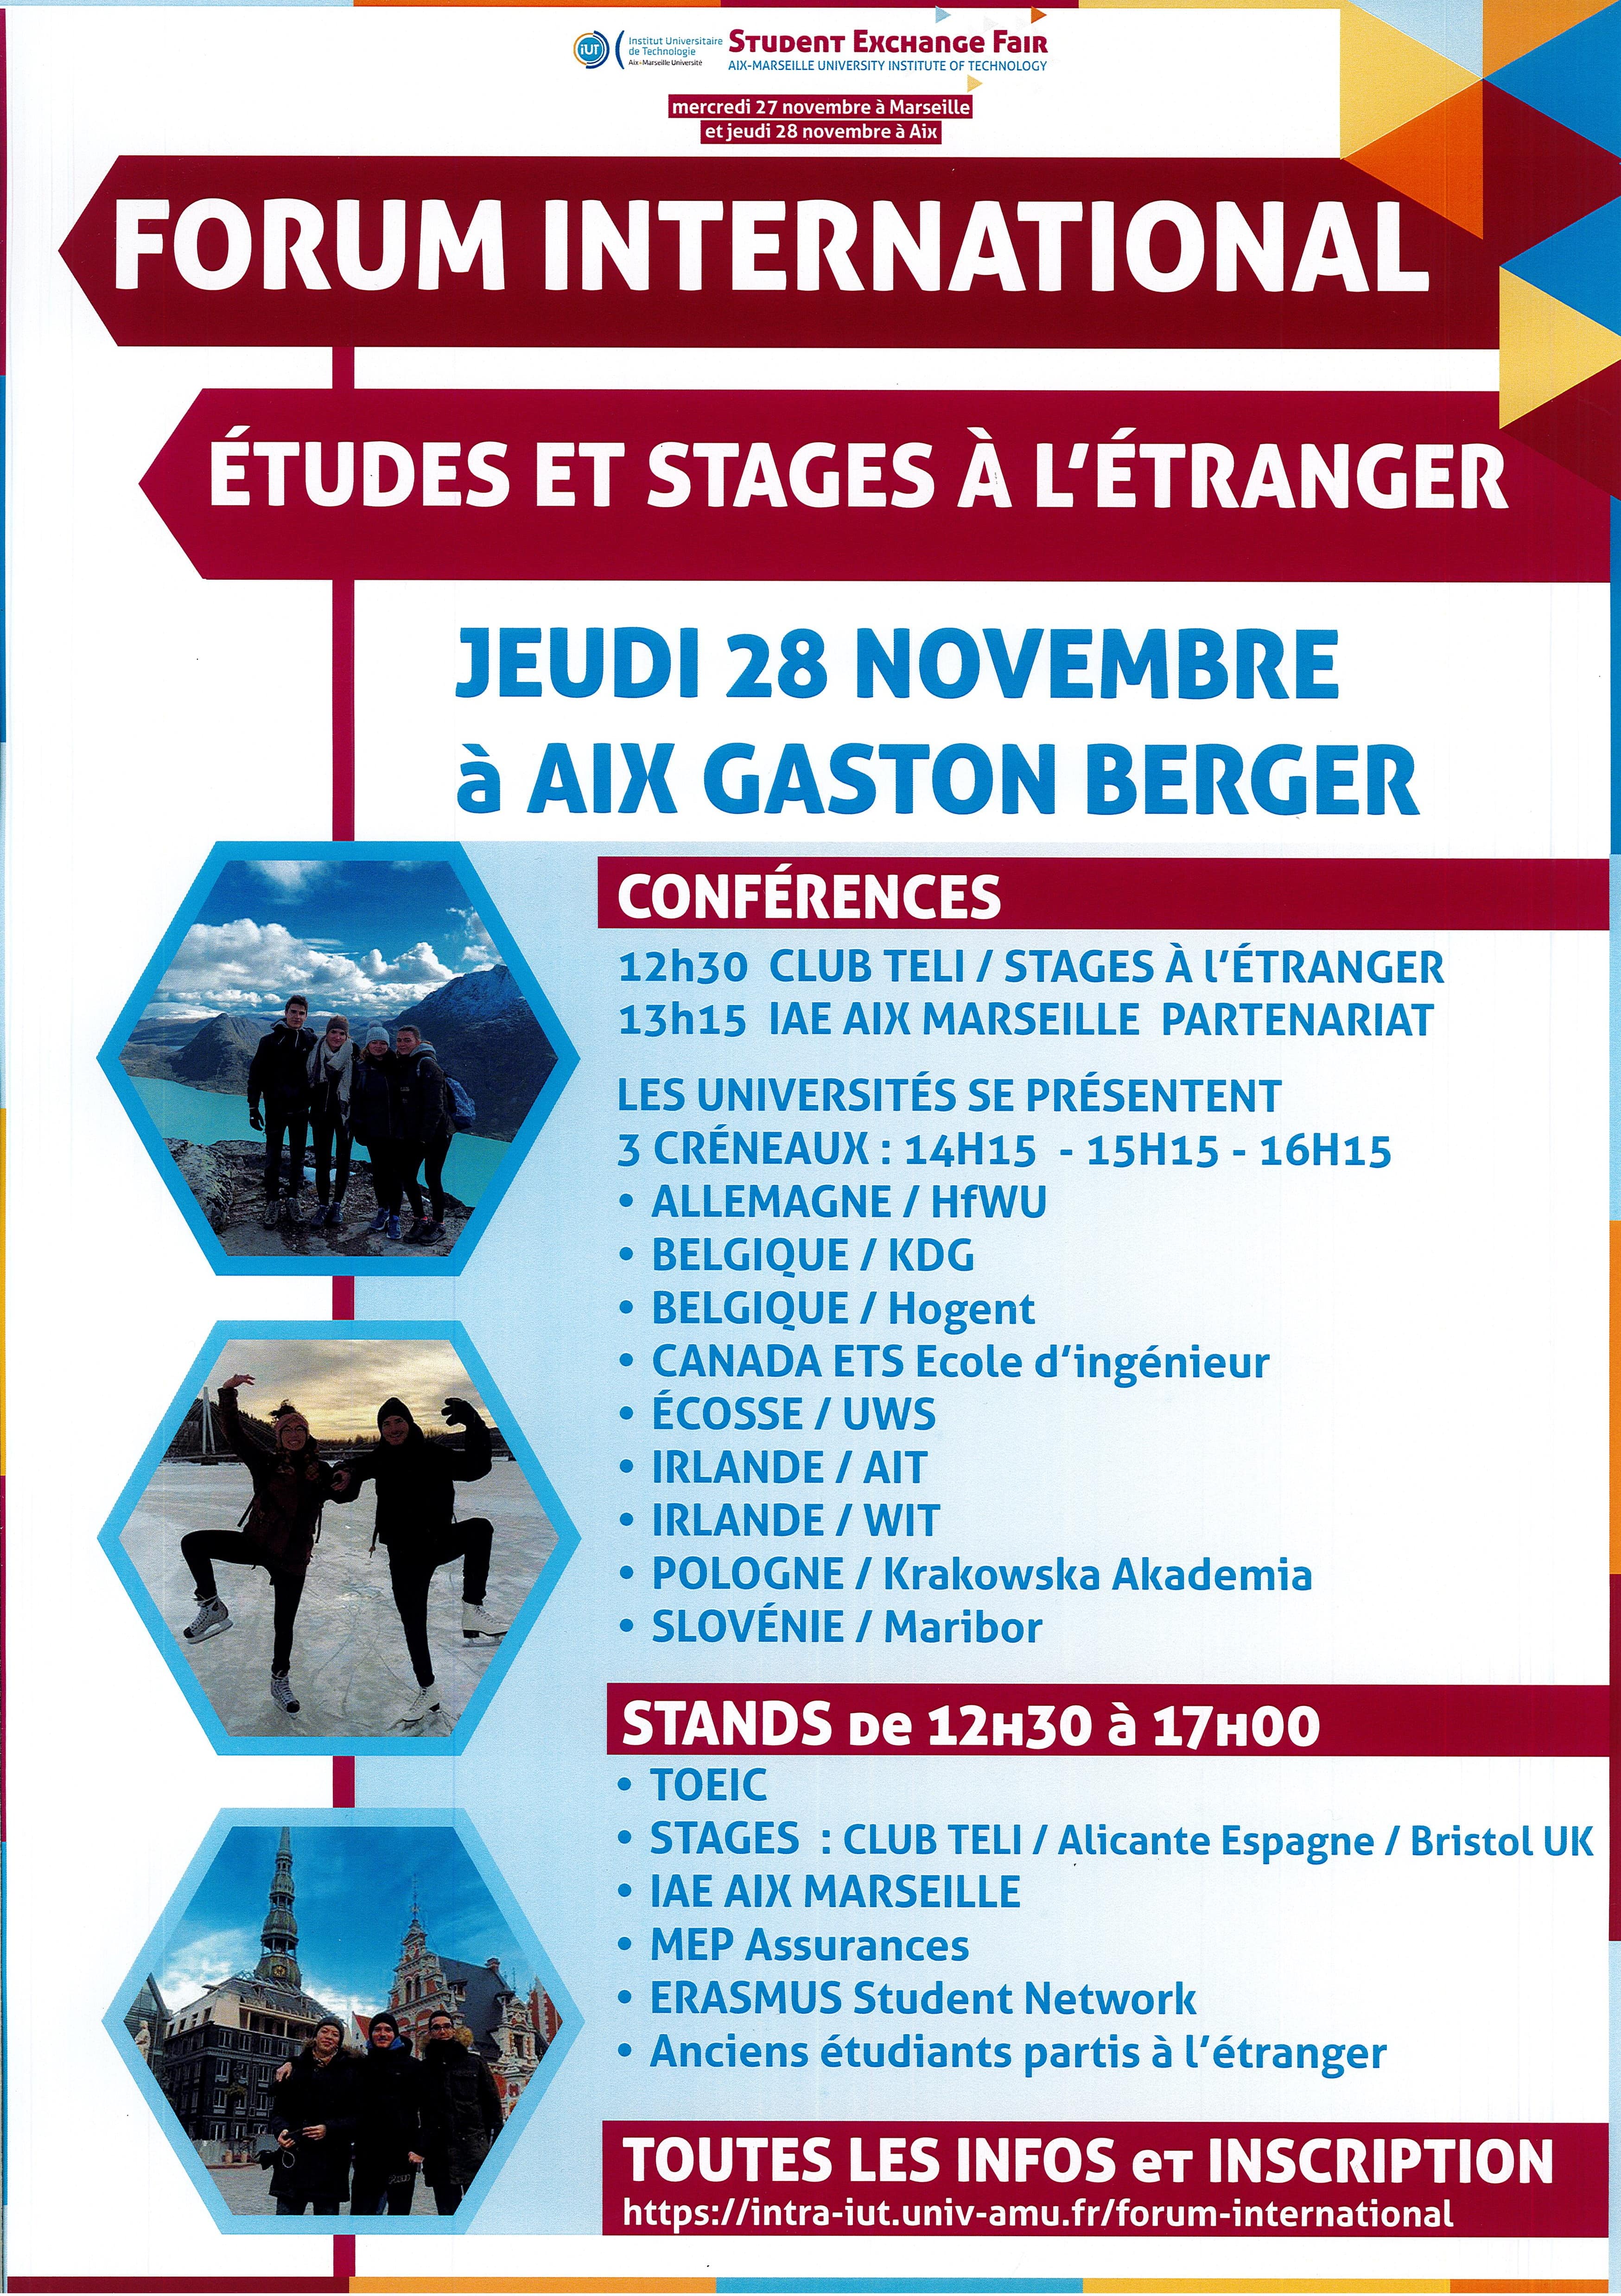 iUT
Institut Universitaire
de Technologie
Aix-Marseille Université
STUDENT EXCHANGE FAIR
AIX-MARSEILLE UNIVERSITY INSTITUTE OF TECHNOLOGY
mercredi 27 novembre à Marseille
et jeudi 28 novembre à Aix
FORUM INTERNATIONAL
ÉTUDES ET STAGES À L'ÉTRANGER
JEUDI 28 NOVEMBRE
à AIX GASTON BERGER
CONFÉRENCES
12h30 CLUB TELI / STAGES À l'ÉTRANGER
13h15 IAE AIX MARSEILLE PARTENARIAT
LES UNIVERSITÉS SE PRÉSENTENT
3 CRÉNEAUX : 14H15 - 15H15 - 16H15
• ALLEMAGNE / HfWU
• BELGIQUE / KDG
• BELGIQUE / Hogent
• CANADA ETS Ecole d'ingénieur
• ÉCOSSE / UWS
• IRLANDE / AIT
• IRLANDE / WIT
• POLOGNE / Krakowska Akademia
• SLOVÉNIE / Maribor
STANDS DE 12H30 à 17H00
• TOEIC
• STAGES : CLUB TELI / Alicante Espagne / Bristol UK
• IAE AIX MARSEILLE
• MEP Assurances
• ERASMUS Student Network
• Anciens étudiants partis à l'étranger
TOUTES LES INFOS eT INSCRIPTION
https://intra-iut.univ-amu.fr/forum-international